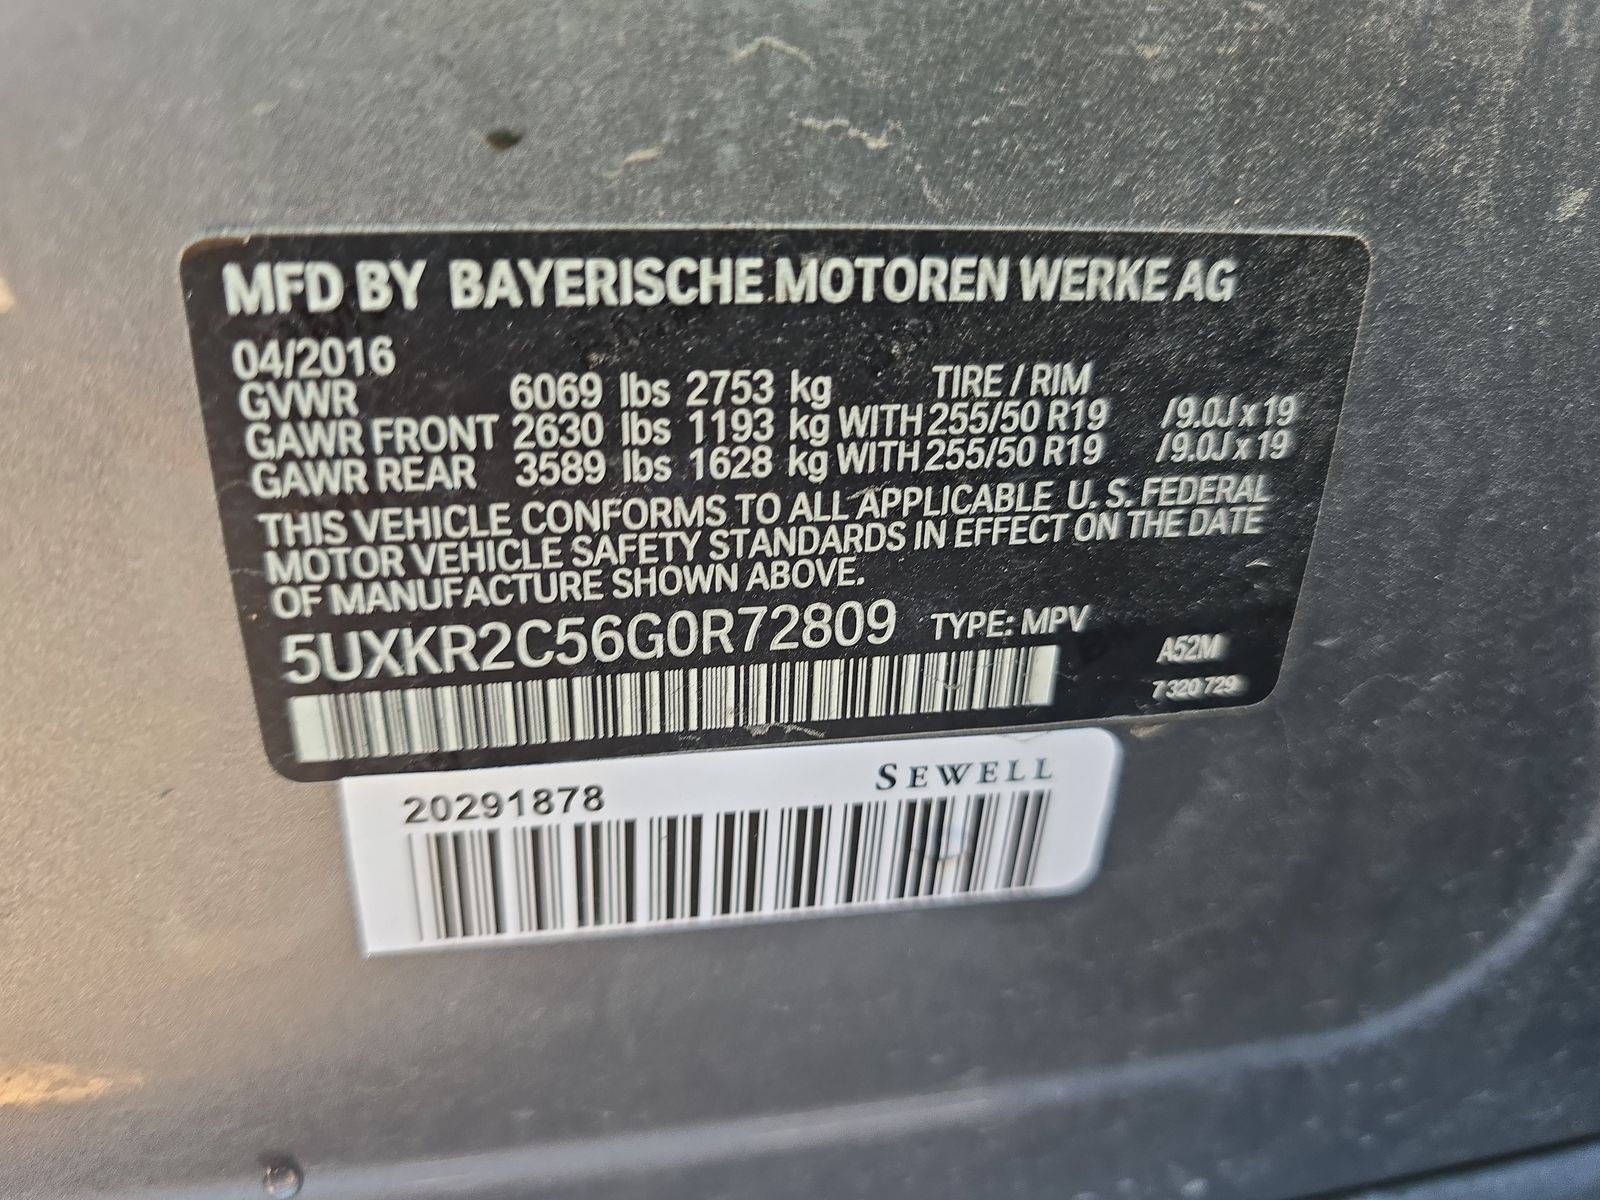 MFD BY BAYERISCHE MOTOREN WERKE AG
04/2016
GVWR 6069 lbs 2753 kg TIRE / RIM
GAWR FRONT 2630 lbs 1193 kg WITH 255/50 R19 /9.0J x 19
GAWR REAR 3589 lbs 1628 kg WITH 255/50 R19 /9.0J x 19
THIS VEHICLE CONFORMS TO ALL APPLICABLE U. S. FEDERAL
MOTOR VEHICLE SAFETY STANDARDS IN EFFECT ON THE DATE
OF MANUFACTURE SHOWN ABOVE.
5UXKR2C56G0R72809 TYPE: MPV
A52M
7 320 729
SEWELL
20291878